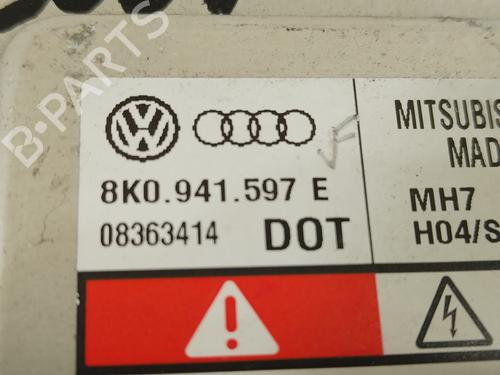 B-PARTS
8K0.941.597 E
08363414 DOT
MITSUBIS
MAD
MH7
H04/S